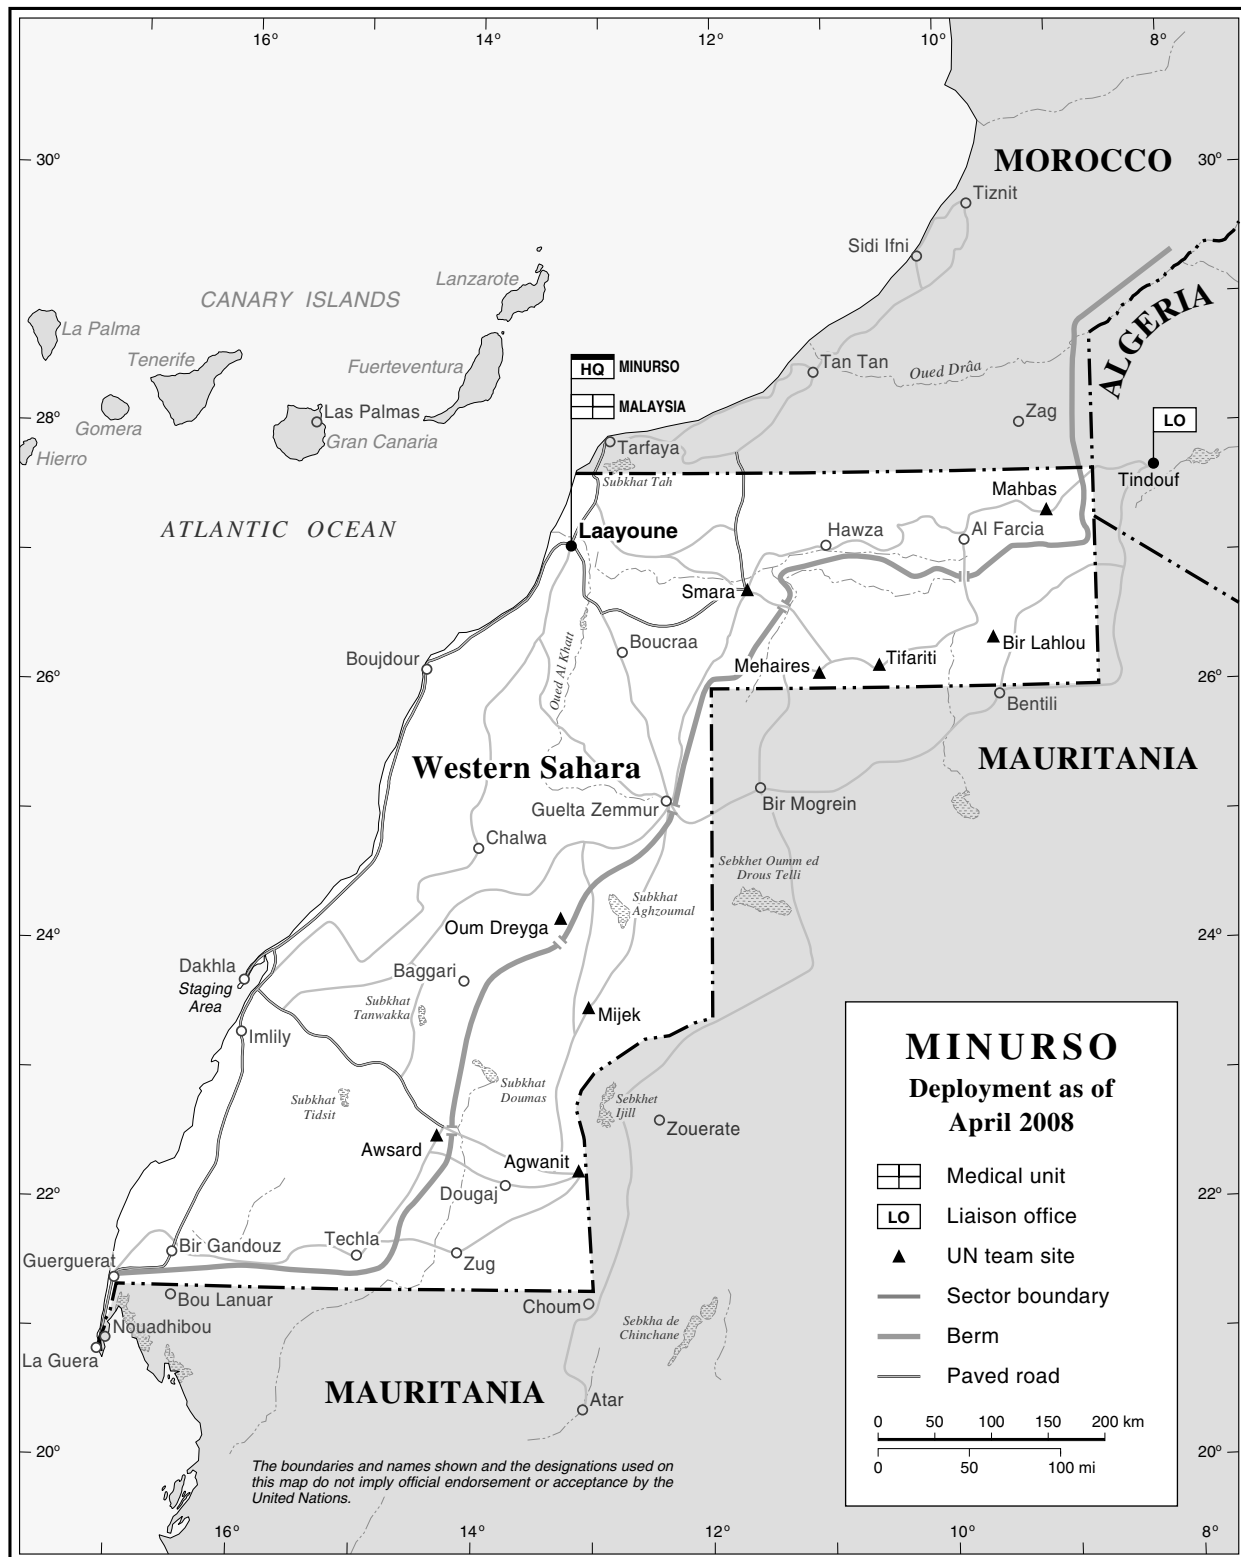 16°
14°
12°
10°
8°
30°
MOROCCO
30°
Tiznit
Sidi Ifni
Lanzarote
CANARY ISLANDS
La Palma
Tenerife
Fuerteventura
ALGERIA
HQ
MINURSO
MALAYSIA
Tan Tan
Oued Drâa
Zag
LO
28°
Las Palmas
Gomera
Gran Canaria
Hierro
28°
Tarfaya
Subkhat Tah
Tindouf
Mahbas
ATLANTIC OCEAN
Laayoune
Hawza
Al Farcia
Smara
Oued Al Khatt
Boucraa
Bir Lahlou
Tifariti
Mehaires
Boujdour
26°
26°
Bentili
Western Sahara
MAURITANIA
Guelta Zemmur
Bir Mogrein
Chalwa
Sebkhet Oumm ed
Drous Telli
Subkhat
Aghzoumal
Oum Dreyga
24°
24°
Dakhla
Staging
Area
Baggari
Subkhat
Tanwakka
Mijek
Imlily
Subkhat
Doumas
Subkhat
Tidsit
Sebkhet
Ijill
Zouerate
Awsard
Agwanit
Dougaj
22°
22°
Techla
Bir Gandouz
Zug
Guerguerat
Bou Lanuar
Choum
Nouadhibou
La Guera
Sebkha de
Chinchane
MAURITANIA
Atar
20°
20°
MINURSO
Deployment as of
April 2008
Medical unit
LO
Liaison office
UN team site
Sector boundary
Berm
Paved road
0 50 100 150 200 km
0 50 100 mi
The boundaries and names shown and the designations used on
this map do not imply official endorsement or acceptance by the
United Nations.
16°
14°
12°
10°
8°